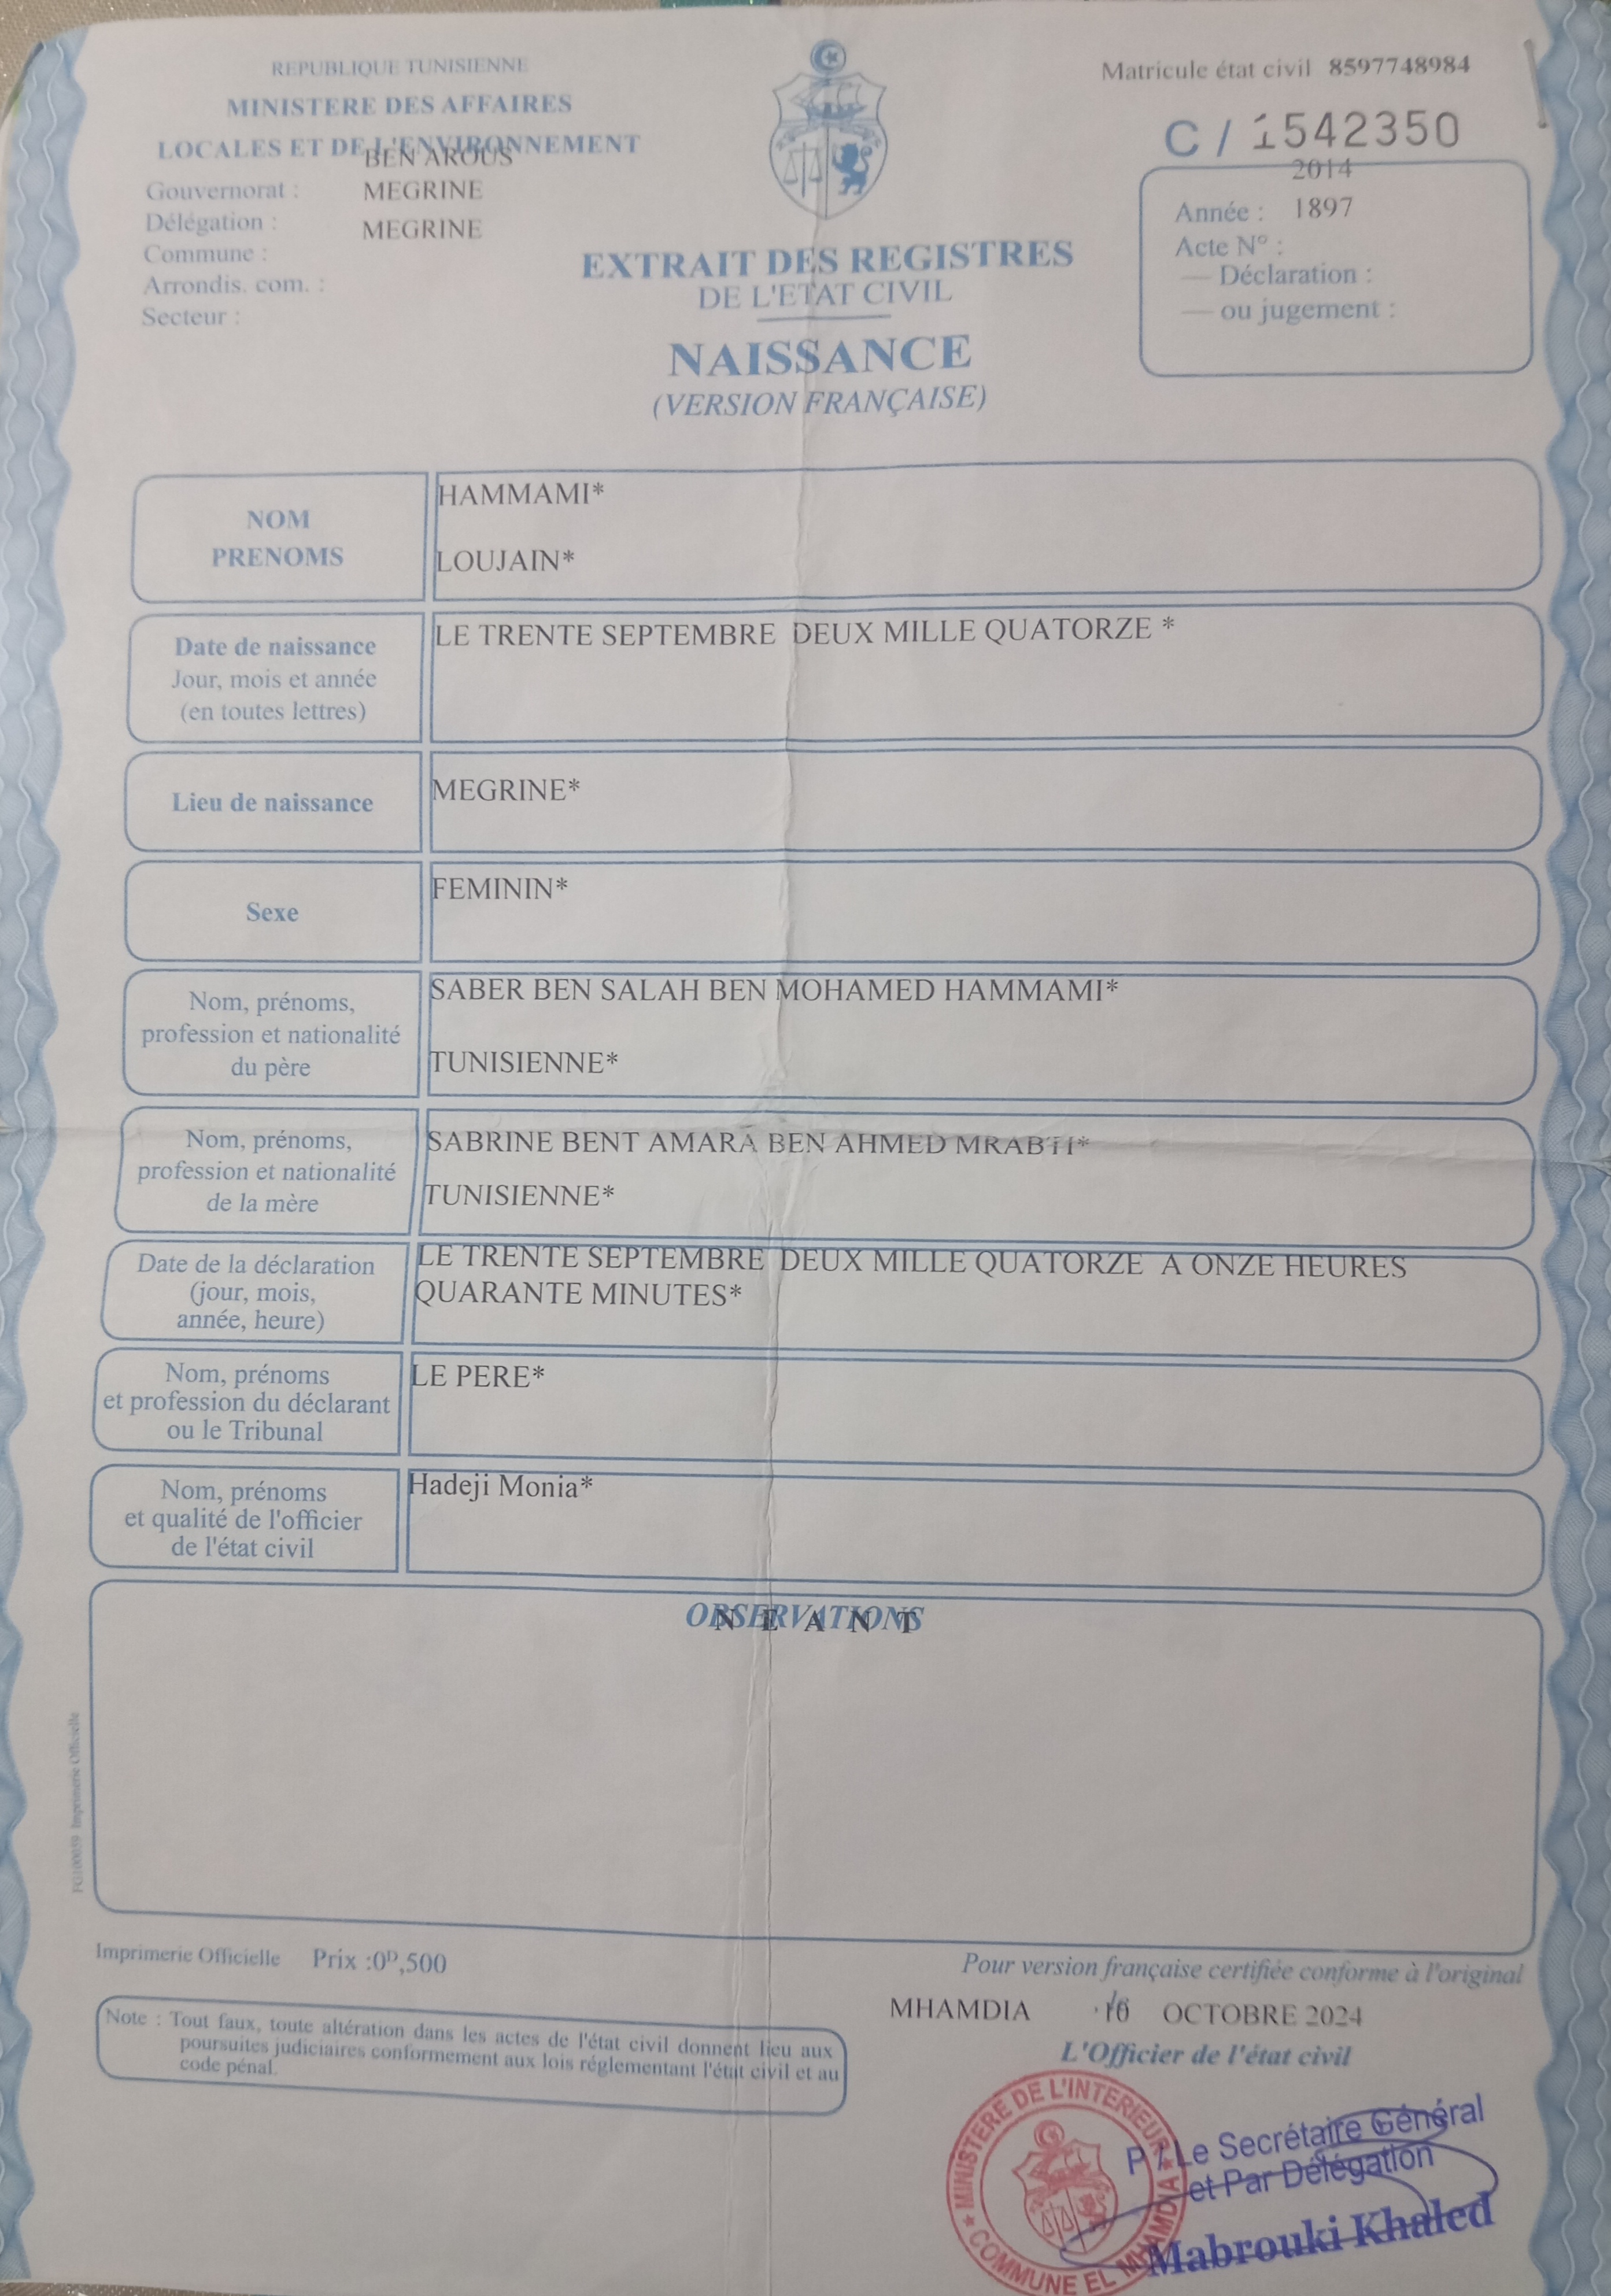 REPUBLIQUE TUNISIENNE
MINISTERE DES AFFAIRES
LOCALES ET DE L'ENVIRONNEMENT
BEN AROUS
Gouvernorat : MEGRINE
Délégation :
MEGRINE
Commune :
Arrondis. com. :
Secteur :
Matricule état civil 8597748984
C / 1542350
2014
Année : 1897
Acte N° :
— Déclaration :
— ou jugement :
EXTRAIT DES REGISTRES
DE L'ETAT CIVIL
NAISSANCE
(VERSION FRANÇAISE)
NOM
PRENOMS
HAMMAMI*
LOUJAIN*
Date de naissance
Jour, mois et année
(en toutes lettres)
LE TRENTE SEPTEMBRE DEUX MILLE QUATORZE *
Lieu de naissance
MEGRINE*
Sexe
FEMININ*
Nom, prénoms,
profession et nationalité
du père
SABER BEN SALAH BEN MOHAMED HAMMAMI*
TUNISIENNE*
Nom, prénoms,
profession et nationalité
de la mère
SABRINE BENT AMARA BEN AHMED MRABTI*
TUNISIENNE*
Date de la déclaration
(jour, mois,
année, heure)
LE TRENTE SEPTEMBRE DEUX MILLE QUATORZE A ONZE HEURES
QUARANTE MINUTES*
Nom, prénoms
et profession du déclarant
ou le Tribunal
LE PERE*
Nom, prénoms
et qualité de l'officier
de l'état civil
Hadeji Monia*
OBSERVATIONS
N E A N T
Imprimerie Officielle
Imprimerie Officielle Prix :0ᴰ,500
Note : Tout faux, toute altération dans les actes de l'état civil donnent lieu aux
poursuites judiciaires conformement aux lois réglementant l'état civil et au
code pénal.
Pour version française certifiée conforme à l'original
MHAMDIA OCTOBRE 2024
L'Officier de l'état civil
MINISTERE DE L'INTERIEUR
★ COMMUNE EL MHAMDIA ★
P / Le Secrétaire Général
et Par Délégation
Mabrouki Khaled